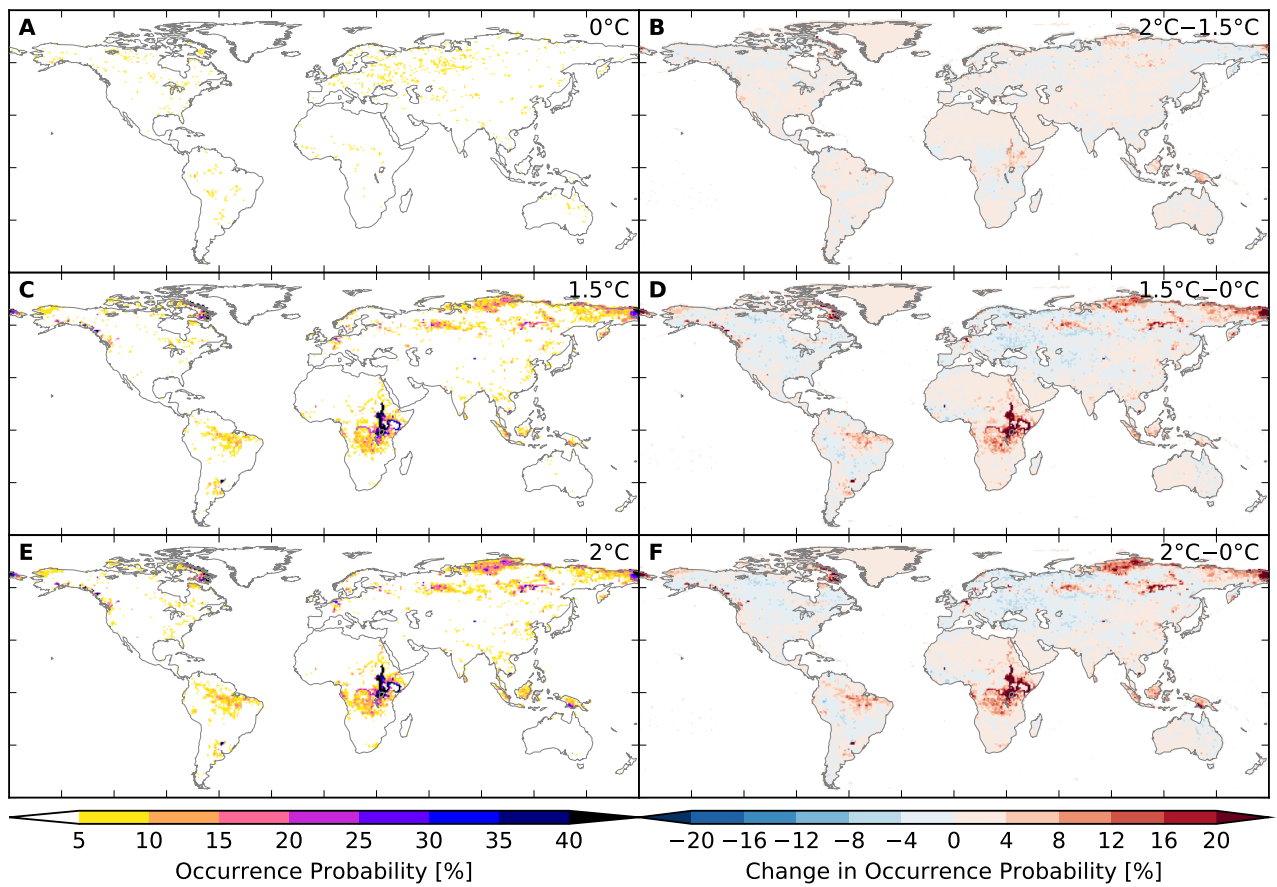 A 0°C
B 2°C−1.5°C
C 1.5°C
D 1.5°C−0°C
E 2°C
F 2°C−0°C
5 10 15 20 25 30 35 40
Occurrence Probability [%]
−20 −16 −12 −8 −4 0 4 8 12 16 20
Change in Occurrence Probability [%]